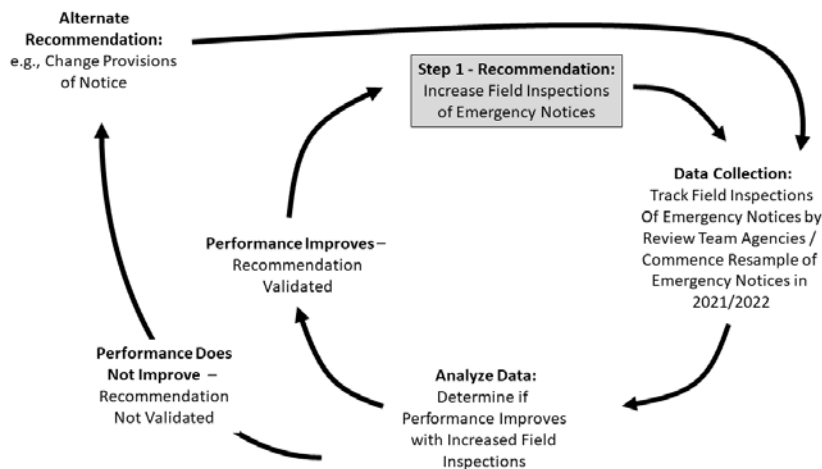 Alternate
Recommendation:
e.g., Change Provisions
of Notice
Step 1 - Recommendation:
Increase Field Inspections
of Emergency Notices
Data Collection:
Track Field Inspections
Of Emergency Notices by
Review Team Agencies /
Commence Resample of
Emergency Notices in
2021/2022
Performance Improves –
Recommendation
Validated
Performance Does
Not Improve –
Recommendation
Not Validated
Analyze Data:
Determine if
Performance Improves
with Increased Field
Inspections